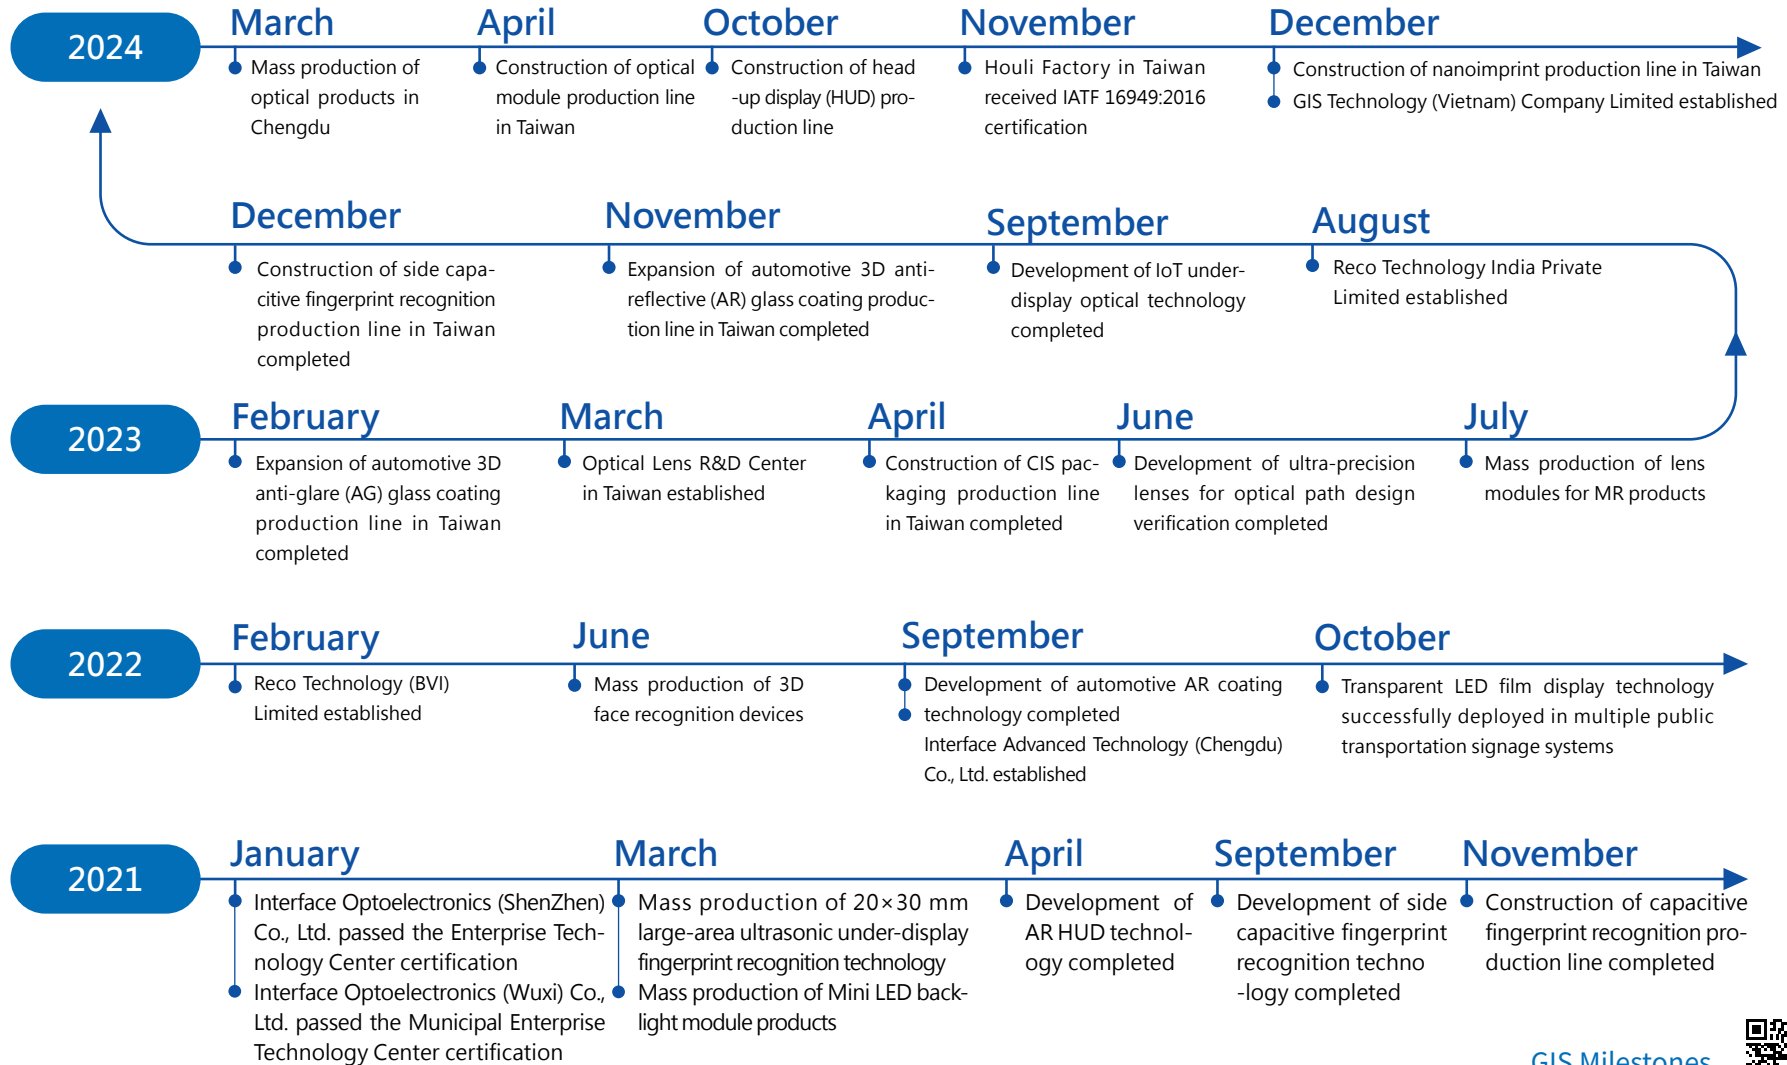 2024
March
Mass production of
optical products in
Chengdu
April
Construction of optical
module production line
in Taiwan
October
Construction of head
-up display (HUD) pro-
duction line
November
Houli Factory in Taiwan
received IATF 16949:2016
certification
December
Construction of nanoimprint production line in Taiwan
GIS Technology (Vietnam) Company Limited established
December
Construction of side capa-
citive fingerprint recognition
production line in Taiwan
completed
November
Expansion of automotive 3D anti-
reflective (AR) glass coating produc-
tion line in Taiwan completed
September
Development of IoT under-
display optical technology
completed
August
Reco Technology India Private
Limited established
2023
February
Expansion of automotive 3D
anti-glare (AG) glass coating
production line in Taiwan
completed
March
Optical Lens R&D Center
in Taiwan established
April
Construction of CIS pac-
kaging production line
in Taiwan completed
June
Development of ultra-precision
lenses for optical path design
verification completed
July
Mass production of lens
modules for MR products
2022
February
Reco Technology (BVI)
Limited established
June
Mass production of 3D
face recognition devices
September
Development of automotive AR coating
technology completed
Interface Advanced Technology (Chengdu)
Co., Ltd. established
October
Transparent LED film display technology
successfully deployed in multiple public
transportation signage systems
2021
January
Interface Optoelectronics (ShenZhen)
Co., Ltd. passed the Enterprise Tech-
nology Center certification
Interface Optoelectronics (Wuxi) Co.,
Ltd. passed the Municipal Enterprise
Technology Center certification
March
Mass production of 20×30 mm
large-area ultrasonic under-display
fingerprint recognition technology
Mass production of Mini LED back-
light module products
April
Development of
AR HUD technol-
ogy completed
September
Development of side
capacitive fingerprint
recognition techno
-logy completed
November
Construction of capacitive
fingerprint recognition pro-
duction line completed
GIS Milestones